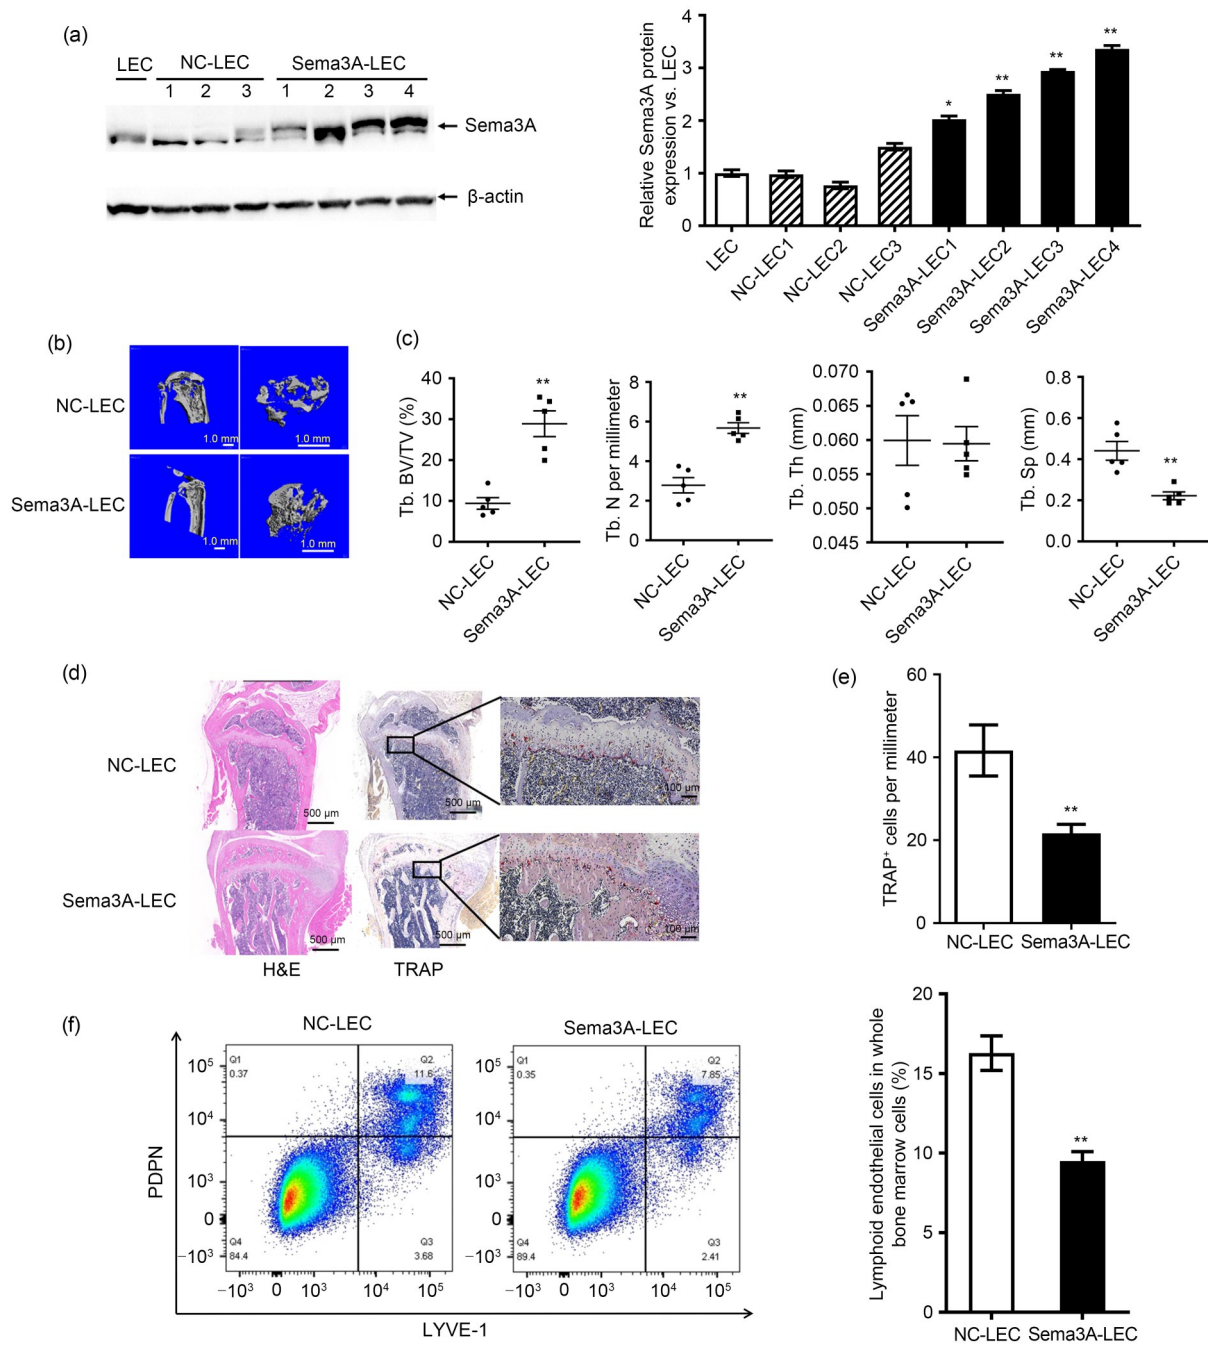 (a)
LEC NC-LEC Sema3A-LEC
1 2 3 1 2 3 4
Sema3A
β-actin
Relative Sema3A protein
expression vs. LEC
4
3
2
1
0
* ** ** **
LEC NC-LEC1 NC-LEC2 NC-LEC3 Sema3A-LEC1 Sema3A-LEC2 Sema3A-LEC3 Sema3A-LEC4
(b)
NC-LEC
1.0 mm 1.0 mm
Sema3A-LEC
1.0 mm 1.0 mm
(c)
Tb. BV/TV (%)
40
30
20
10
0
**
NC-LEC Sema3A-LEC
Tb. N per millimeter
8
6
4
2
0
**
NC-LEC Sema3A-LEC
Tb. Th (mm)
0.070
0.065
0.060
0.055
0.050
0.045
NC-LEC Sema3A-LEC
Tb. Sp (mm)
0.8
0.6
0.4
0.2
0.0
**
NC-LEC Sema3A-LEC
(d)
NC-LEC
500 μm 500 μm 100 μm
Sema3A-LEC
500 μm 500 μm 100 μm
H&E TRAP
(e)
TRAP+ cells per millimeter
60
40
20
0
**
NC-LEC Sema3A-LEC
(f)
NC-LEC Sema3A-LEC
PDPN
10⁵
10⁴
10³
0
−10³
Q1
0.37
Q2
11.6
Q4
84.4
Q3
3.68
−10³ 0 10³ 10⁴ 10⁵
10⁵
10⁴
10³
0
−10³
Q1
0.35
Q2
7.85
Q4
89.4
Q3
2.41
−10³ 0 10³ 10⁴ 10⁵
LYVE-1
Lymphoid endothelial cells in whole
bone marrow cells (%)
20
15
10
5
0
**
NC-LEC Sema3A-LEC